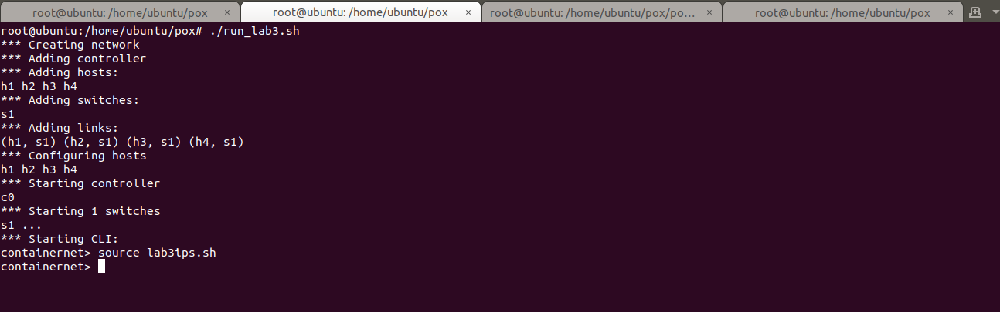 root@ubuntu: /home/ubuntu/pox × root@ubuntu: /home/ubuntu/pox × root@ubuntu: /home/ubuntu/pox/po... × root@ubuntu: /home/ubuntu/pox ×
root@ubuntu:/home/ubuntu/pox# ./run_lab3.sh
*** Creating network
*** Adding controller
*** Adding hosts:
h1 h2 h3 h4
*** Adding switches:
s1
*** Adding links:
(h1, s1) (h2, s1) (h3, s1) (h4, s1)
*** Configuring hosts
h1 h2 h3 h4
*** Starting controller
c0
*** Starting 1 switches
s1 ...
*** Starting CLI:
containernet> source lab3ips.sh
containernet>